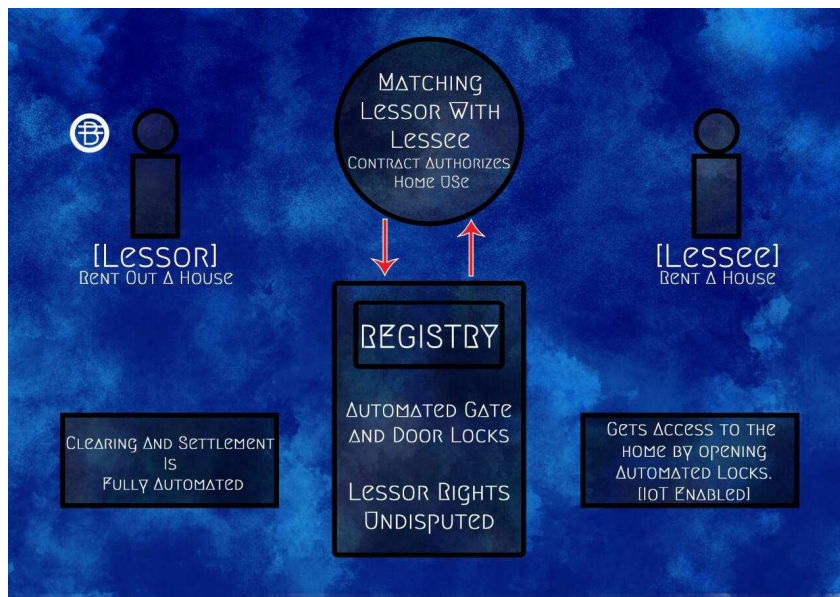 Matching
Lessor With
Lessee
Contract Authorizes
Home Use
[Lessor]
Rent Out A House
[Lessee]
Rent A House
REGISTRY
Automated Gate
and Door Locks
Lessor Rights
Undisputed
Clearing And Settlement
Is
Fully Automated
Gets Access to the
home by opening
Automated Locks.
[IoT Enabled]